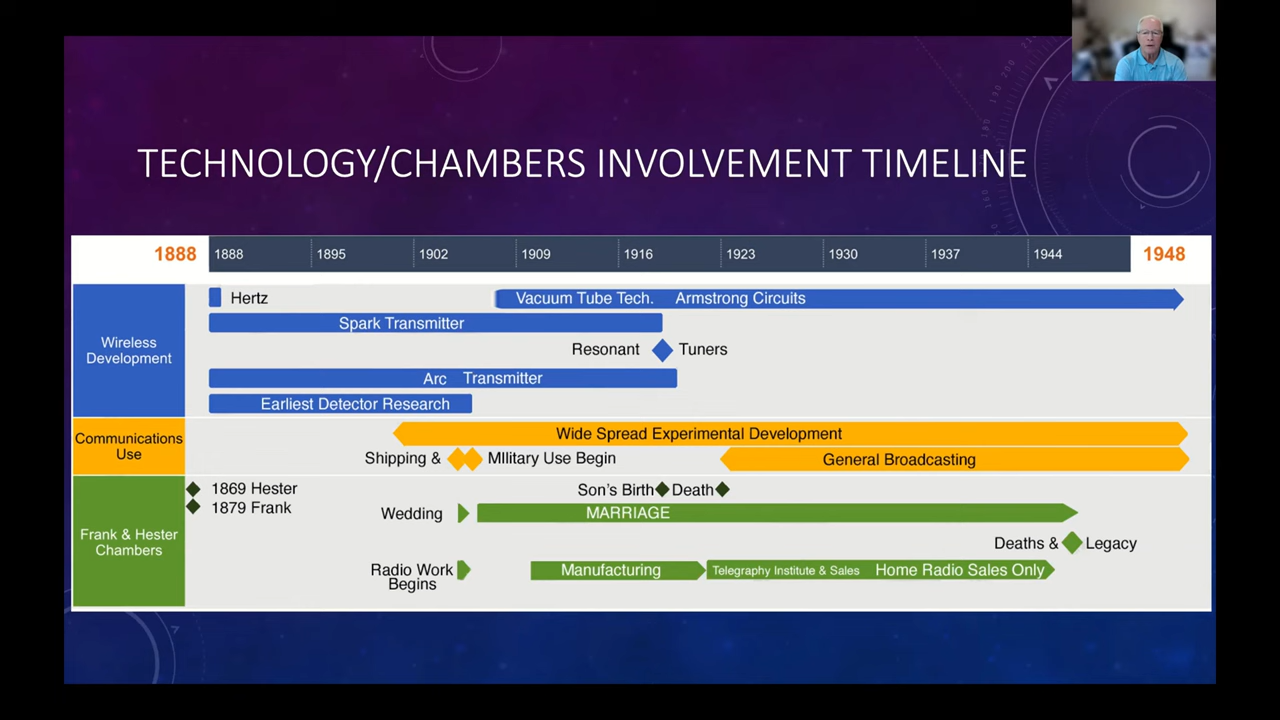 TECHNOLOGY/CHAMBERS INVOLVEMENT TIMELINE
1888 1888 1895 1902 1909 1916 1923 1930 1937 1944 1948
Wireless
Development
Hertz
Vacuum Tube Tech. Armstrong Circuits
Spark Transmitter
Resonant Tuners
Arc Transmitter
Earliest Detector Research
Communications
Use
Wide Spread Experimental Development
Shipping & MIlitary Use Begin
General Broadcasting
Frank & Hester
Chambers
1869 Hester
1879 Frank
Son's Birth Death
Wedding
MARRIAGE
Deaths & Legacy
Radio Work
Begins
Manufacturing
Telegraphy Institute & Sales Home Radio Sales Only